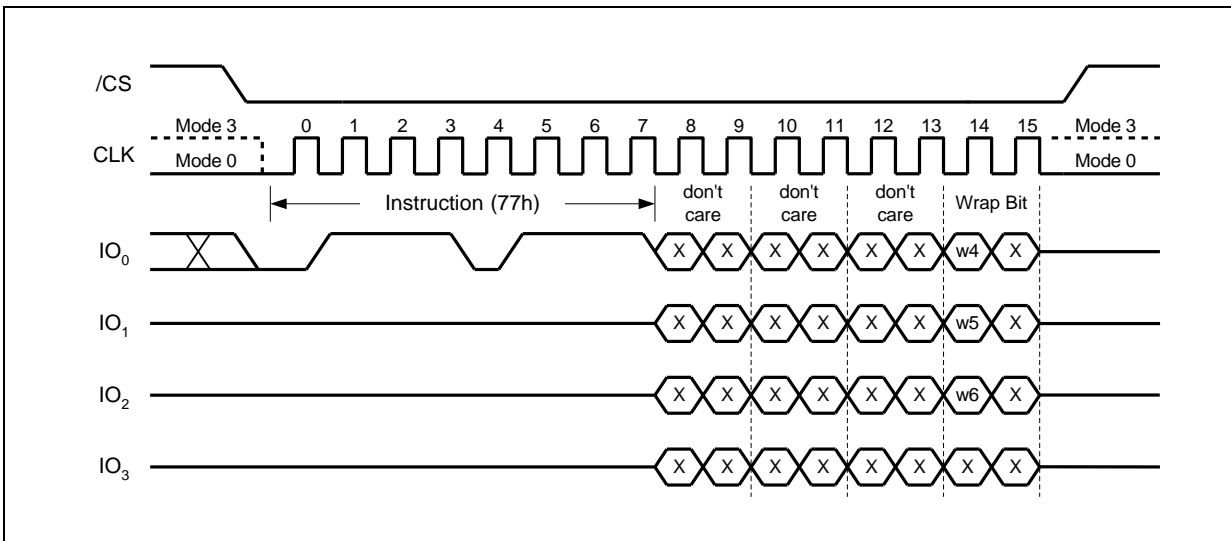 /CS
Mode 3 0 1 2 3 4 5 6 7 8 9 10 11 12 13 14 15 Mode 3
CLK Mode 0 Mode 0
Instruction (77h) don't care don't care don't care Wrap Bit
IO0 X X X X X X w4 X
IO1 X X X X X X w5 X
IO2 X X X X X X w6 X
IO3 X X X X X X X X